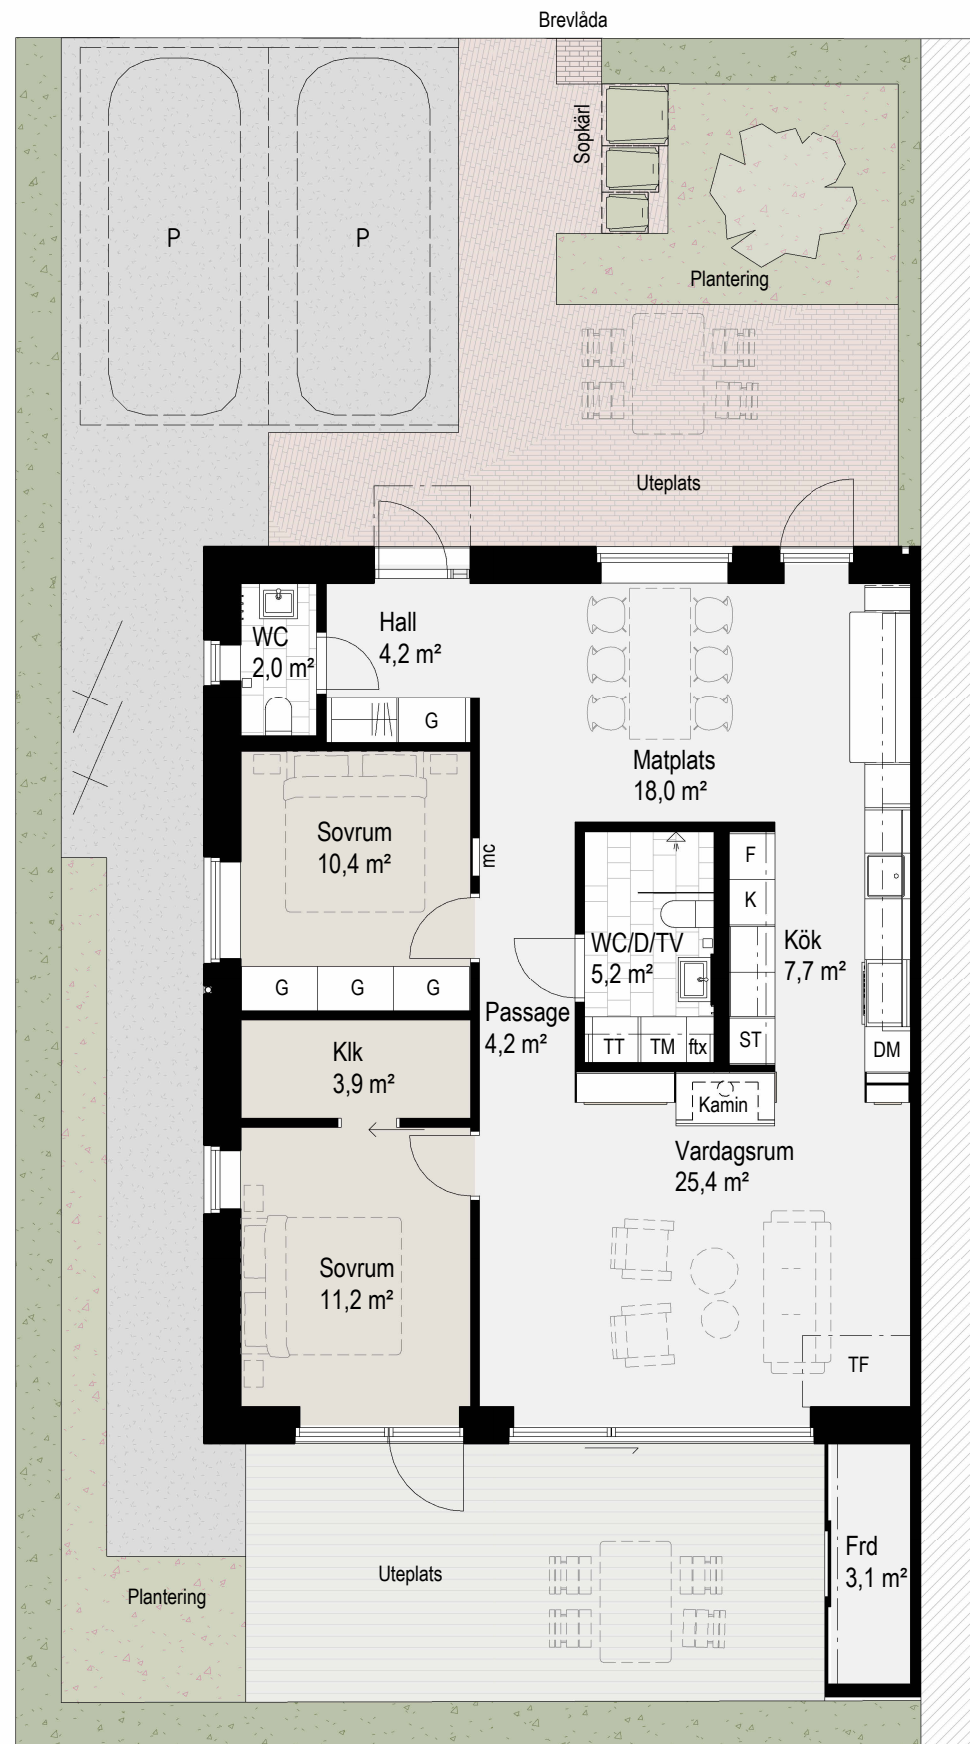 Brevlåda
Sopkärl
P
P
Plantering
Uteplats
Hall
4,2 m²
WC
2,0 m²
G
Matplats
18,0 m²
Sovrum
10,4 m²
mc
F
K
WC/D/TV
5,2 m²
Kök
7,7 m²
G
G
G
Passage
4,2 m²
TT
TM
ftx
ST
DM
Klk
3,9 m²
Kamin
Vardagsrum
25,4 m²
Sovrum
11,2 m²
TF
Frd
3,1 m²
Uteplats
Plantering